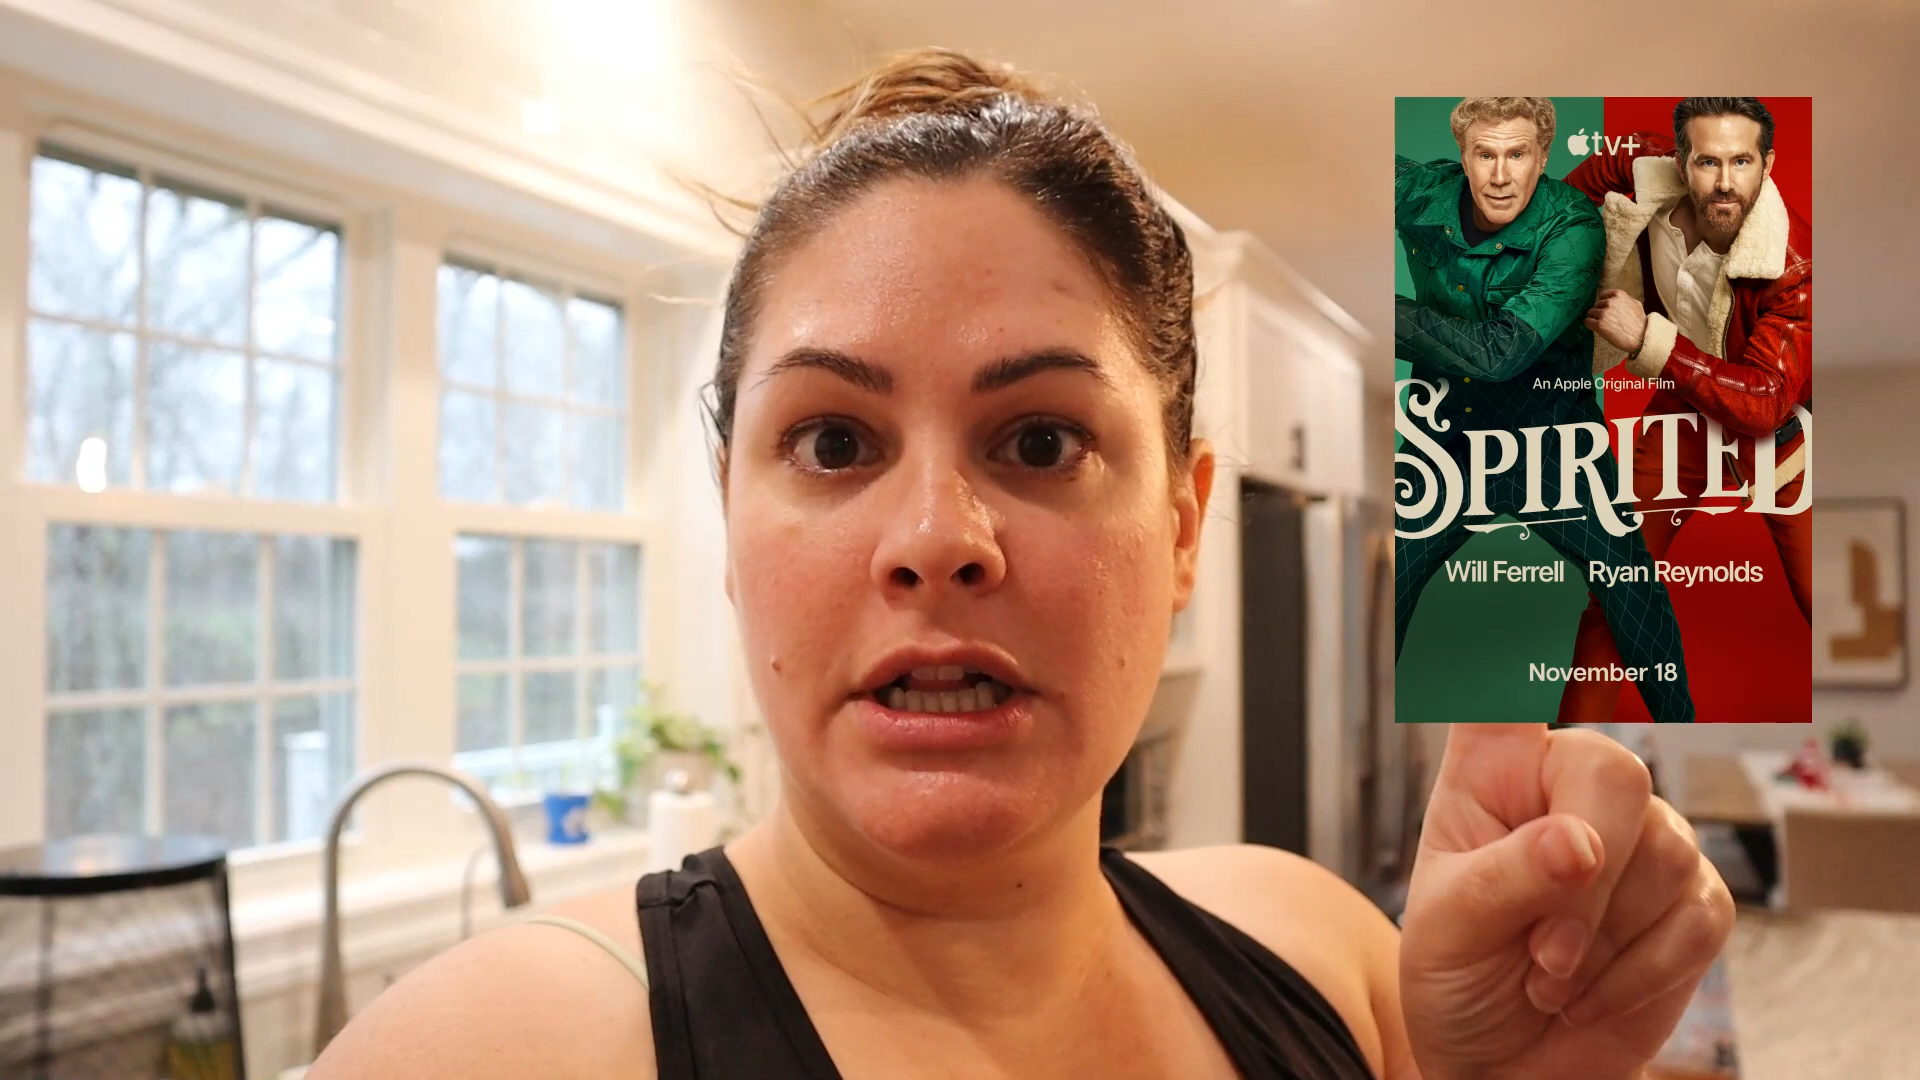 tv+
An Apple Original Film
SPIRITED
Will Ferrell Ryan Reynolds
November 18